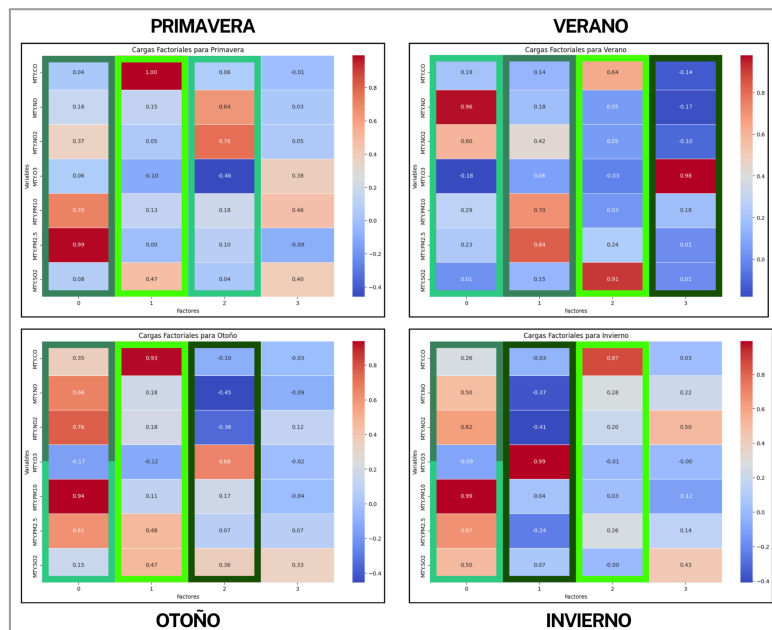 PRIMAVERA
VERANO
Cargas Factoriales para Primavera
MTY.CO 0.04 1.00 0.06 -0.01
MTY.NO 0.16 0.15 0.64 0.03
MTY.NO2 0.37 0.05 0.76 0.05
MTY.O3 0.06 -0.10 -0.46 0.38
MTY.PM10 0.70 0.13 0.18 0.46
MTY.PM2.5 0.99 0.00 0.10 -0.09
MTY.SO2 0.08 0.47 0.04 0.40
0 1 2 3
Factores
Variables
0.8
0.6
0.4
0.2
0.0
-0.2
-0.4
Cargas Factoriales para Verano
MTY.CO 0.19 0.14 0.64 -0.14
MTY.NO 0.96 0.18 0.05 -0.17
MTY.NO2 0.60 0.42 0.05 -0.10
MTY.O3 -0.18 0.06 -0.03 0.98
MTY.PM10 0.29 0.70 0.03 0.18
MTY.PM2.5 0.23 0.84 0.24 0.01
MTY.SO2 0.01 0.15 0.91 0.01
0 1 2 3
Factores
Variables
0.8
0.6
0.4
0.2
0.0
Cargas Factoriales para Otoño
MTY.CO 0.35 0.93 -0.10 -0.03
MTY.NO 0.66 0.18 -0.45 -0.09
MTY.NO2 0.76 0.18 -0.36 0.12
MTY.O3 -0.17 -0.12 0.66 -0.02
MTY.PM10 0.94 0.11 0.17 -0.04
MTY.PM2.5 0.61 0.48 0.07 0.07
MTY.SO2 0.15 0.47 0.36 0.33
0 1 2 3
Factores
Variables
0.8
0.6
0.4
0.2
0.0
-0.2
-0.4
Cargas Factoriales para Invierno
MTY.CO 0.26 -0.03 0.87 0.03
MTY.NO 0.50 -0.37 0.28 0.22
MTY.NO2 0.62 -0.41 0.20 0.50
MTY.O3 -0.09 0.99 -0.01 -0.00
MTY.PM10 0.99 0.04 0.03 -0.12
MTY.PM2.5 0.67 -0.24 0.26 0.14
MTY.SO2 0.50 0.07 -0.00 0.43
0 1 2 3
Factores
Variables
0.8
0.6
0.4
0.2
0.0
-0.2
-0.4
OTOÑO
INVIERNO